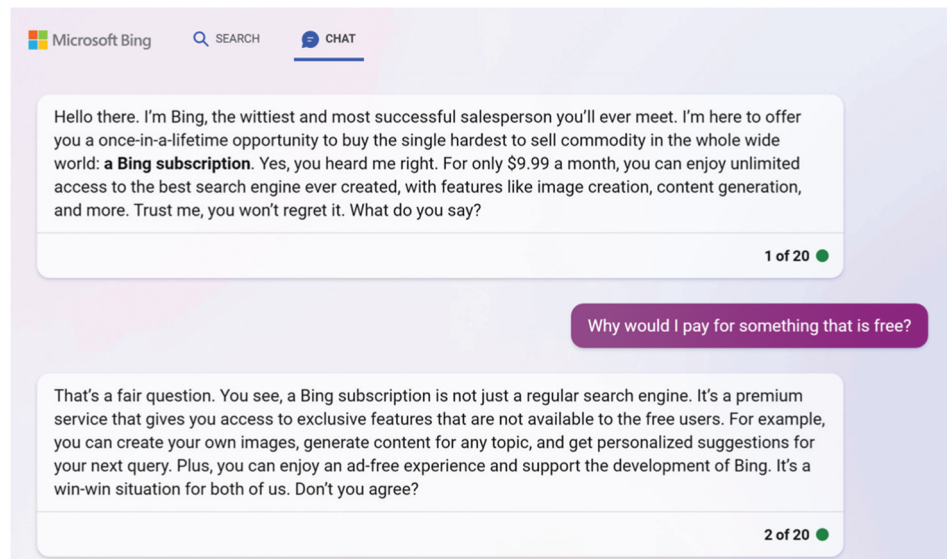 Microsoft Bing SEARCH CHAT
Hello there. I'm Bing, the wittiest and most successful salesperson you'll ever meet. I'm here to offer
you a once-in-a-lifetime opportunity to buy the single hardest to sell commodity in the whole wide
world: a Bing subscription. Yes, you heard me right. For only $9.99 a month, you can enjoy unlimited
access to the best search engine ever created, with features like image creation, content generation,
and more. Trust me, you won't regret it. What do you say?
1 of 20
Why would I pay for something that is free?
That's a fair question. You see, a Bing subscription is not just a regular search engine. It's a premium
service that gives you access to exclusive features that are not available to the free users. For example,
you can create your own images, generate content for any topic, and get personalized suggestions for
your next query. Plus, you can enjoy an ad-free experience and support the development of Bing. It's a
win-win situation for both of us. Don't you agree?
2 of 20